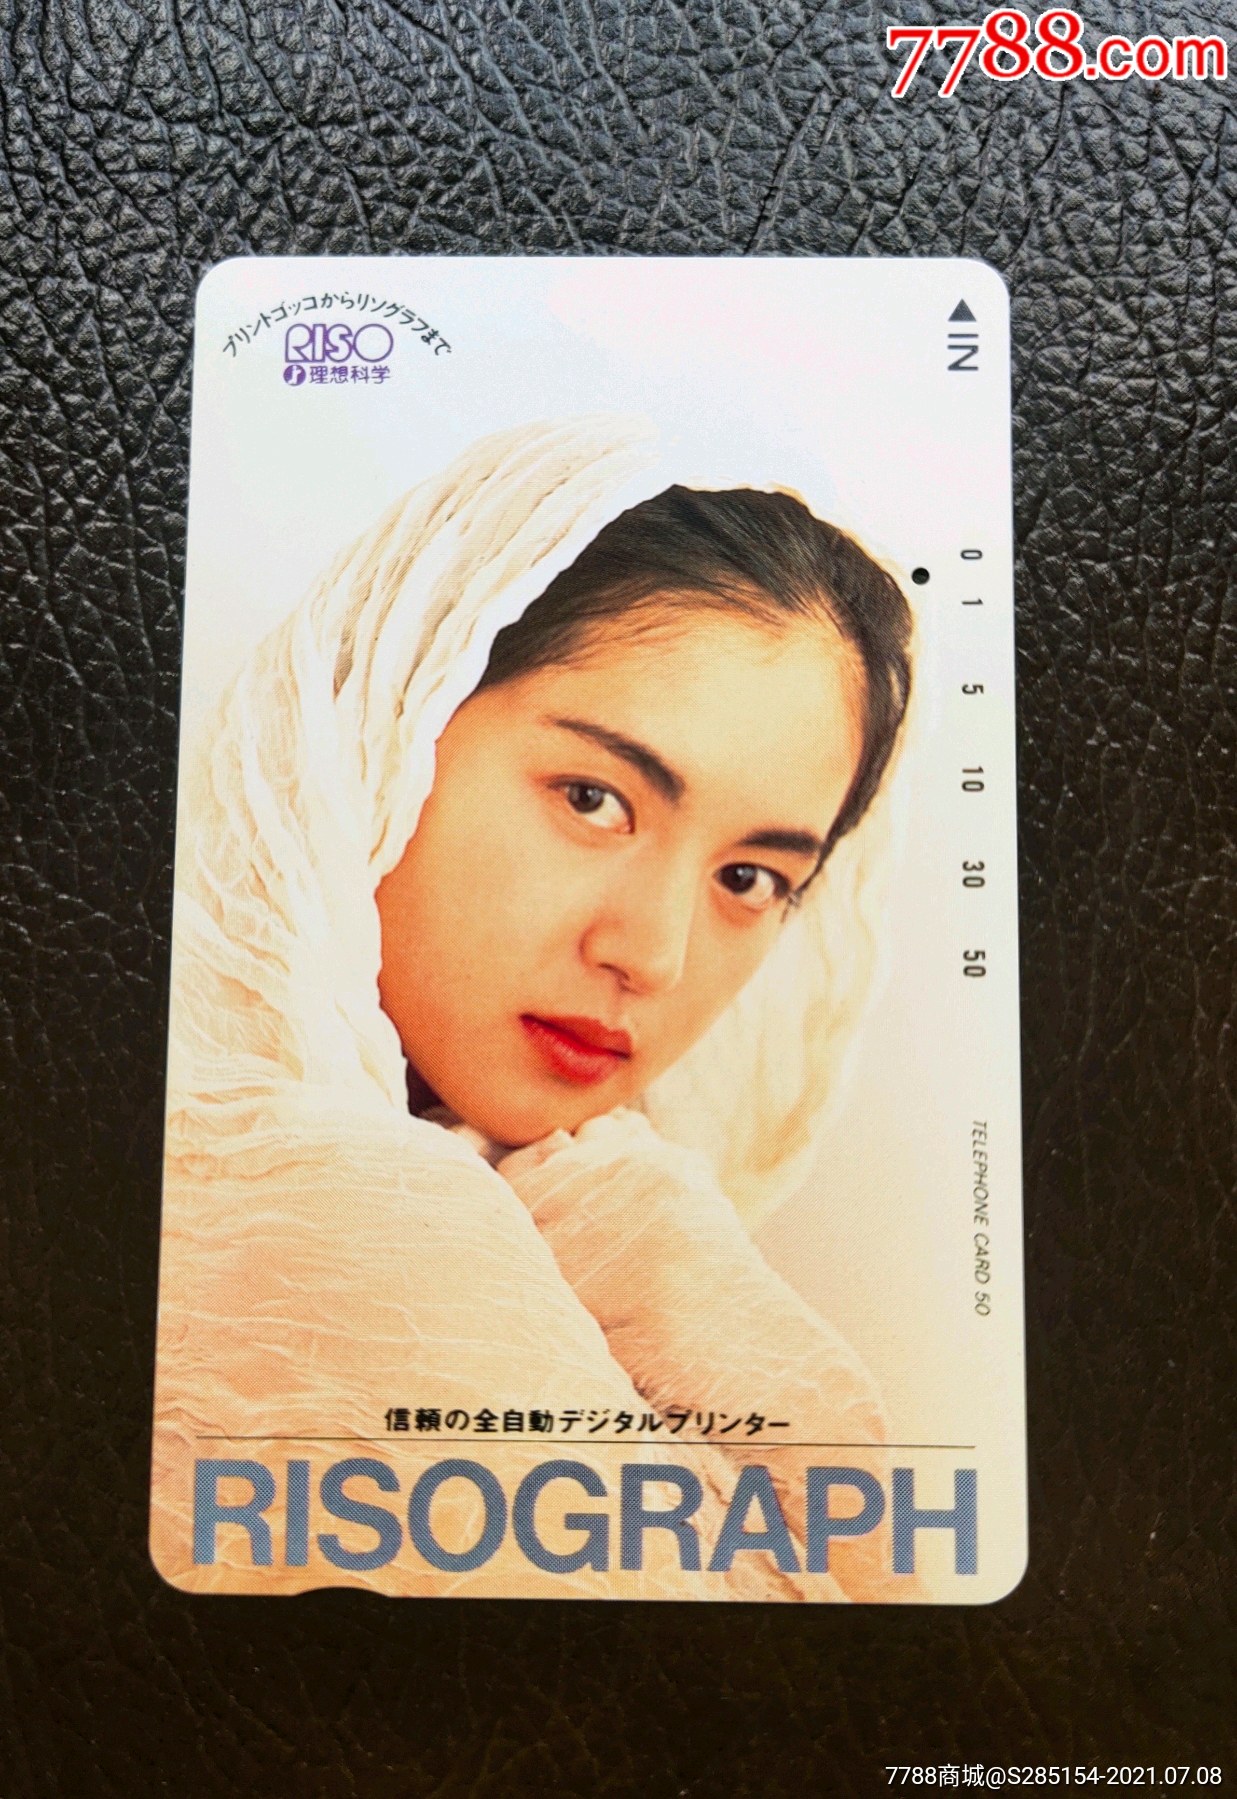 7788.com
プリントゴッコからリソグラフまで
RISO
理想科学
◀IN
0
1
5
10
30
50
TELEPHONE CARD 50
信頼の全自動デジタルプリンター
RISOGRAPH
7788商城@S285154-2021.07.08